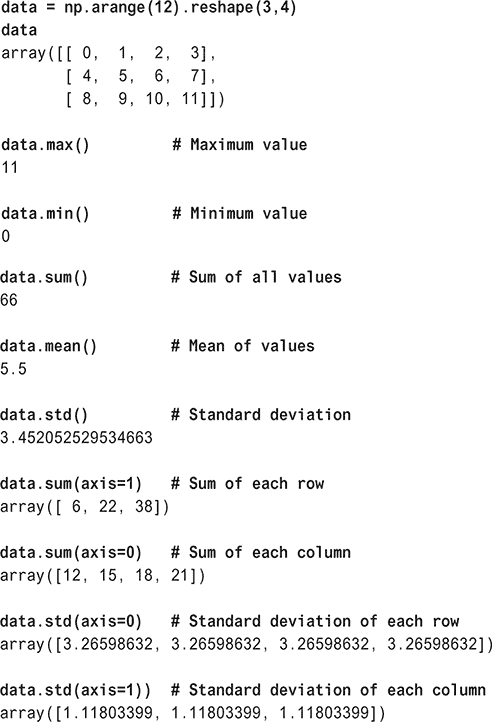 data = np.arange(12).reshape(3,4)
data
array([[ 0, 1, 2, 3],
[ 4, 5, 6, 7],
[ 8, 9, 10, 11]])
data.max() # Maximum value
11
data.min() # Minimum value
0
data.sum() # Sum of all values
66
data.mean() # Mean of values
5.5
data.std() # Standard deviation
3.452052529534663
data.sum(axis=1) # Sum of each row
array([ 6, 22, 38])
data.sum(axis=0) # Sum of each column
array([12, 15, 18, 21])
data.std(axis=0) # Standard deviation of each row
array([3.26598632, 3.26598632, 3.26598632, 3.26598632])
data.std(axis=1)) # Standard deviation of each column
array([1.11803399, 1.11803399, 1.11803399])